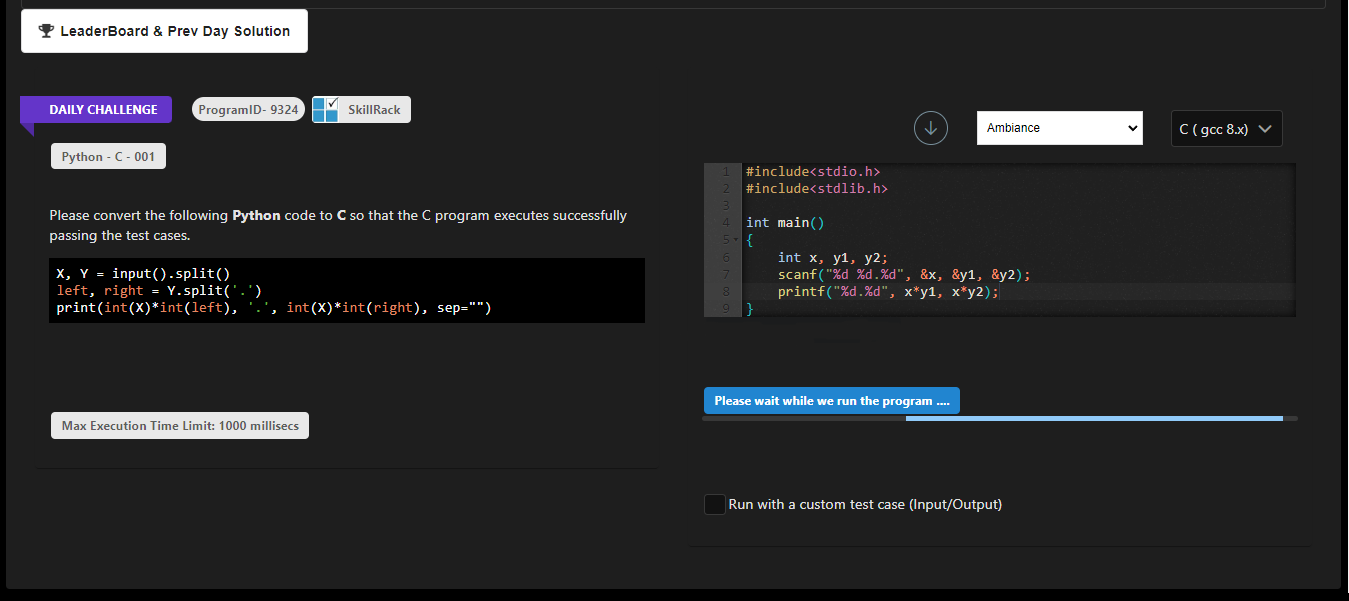 LeaderBoard & Prev Day Solution
DAILY CHALLENGE
ProgramID- 9324
SkillRack
Python - C - 001
Please convert the following Python code to C so that the C program executes successfully
passing the test cases.
X, Y = input().split()
left, right = Y.split('.')
print(int(X)*int(left), '.', int(X)*int(right), sep="")
Max Execution Time Limit: 1000 millisecs
Ambiance
C ( gcc 8.x)
1 #include<stdio.h>
2 #include<stdlib.h>
3
4 int main()
5 {
6 int x, y1, y2;
7 scanf("%d %d.%d", &x, &y1, &y2);
8 printf("%d.%d", x*y1, x*y2);
9 }
Please wait while we run the program ....
Run with a custom test case (Input/Output)